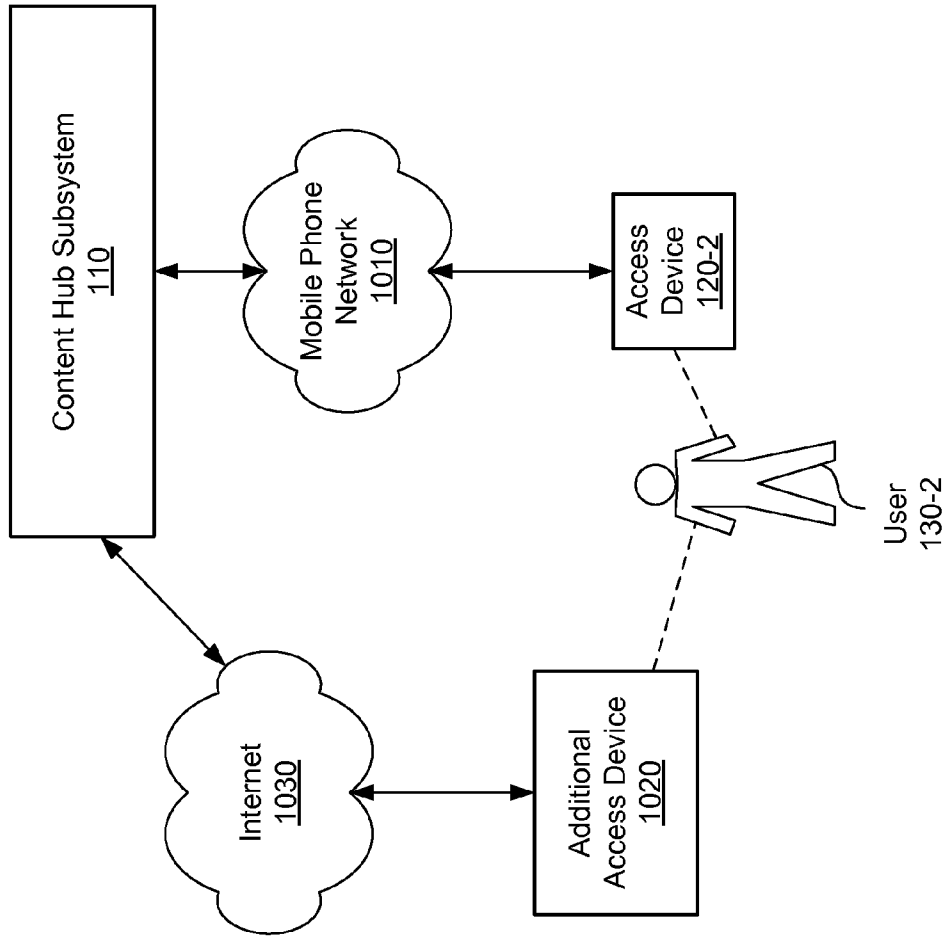 Content Hub Subsystem
110
Mobile Phone
Network
1010
Internet
1030
Access
Device
120-2
Additional
Access Device
1020
User
130-2